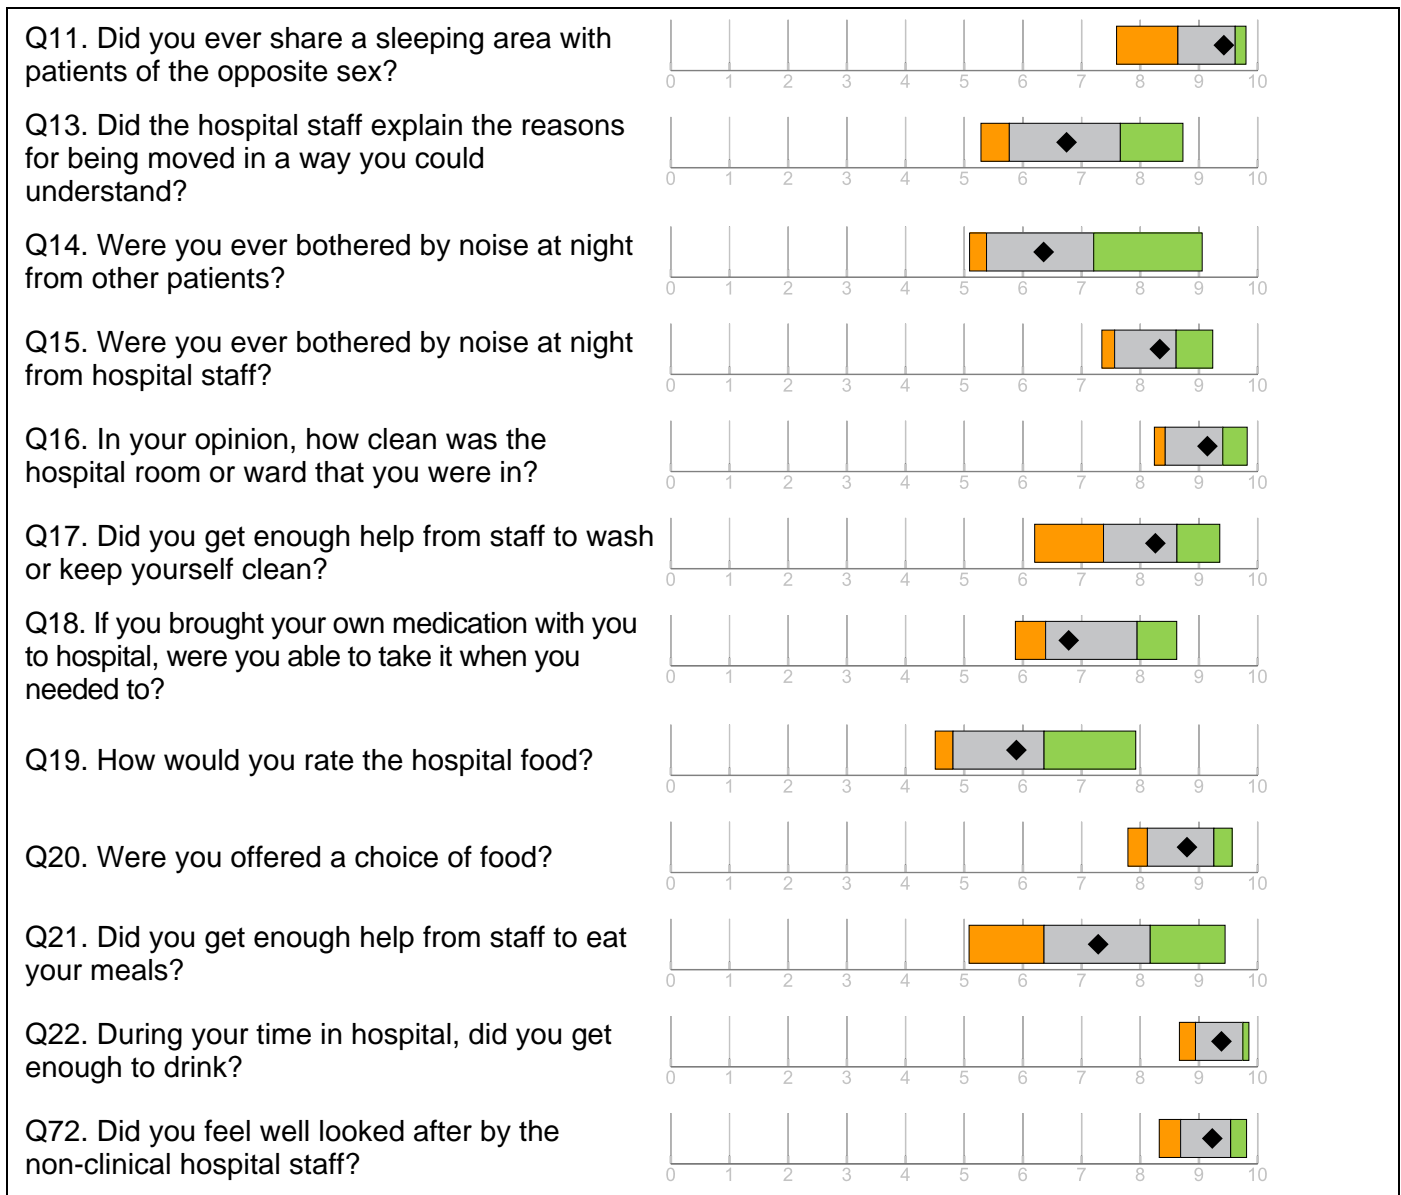 Q11. Did you ever share a sleeping area with
patients of the opposite sex?
0 1 2 3 4 5 6 7 8 9 10
Q13. Did the hospital staff explain the reasons
for being moved in a way you could
understand?
0 1 2 3 4 5 6 7 8 9 10
Q14. Were you ever bothered by noise at night
from other patients?
0 1 2 3 4 5 6 7 8 9 10
Q15. Were you ever bothered by noise at night
from hospital staff?
0 1 2 3 4 5 6 7 8 9 10
Q16. In your opinion, how clean was the
hospital room or ward that you were in?
0 1 2 3 4 5 6 7 8 9 10
Q17. Did you get enough help from staff to wash
or keep yourself clean?
0 1 2 3 4 5 6 7 8 9 10
Q18. If you brought your own medication with you
to hospital, were you able to take it when you
needed to?
0 1 2 3 4 5 6 7 8 9 10
Q19. How would you rate the hospital food?
0 1 2 3 4 5 6 7 8 9 10
Q20. Were you offered a choice of food?
0 1 2 3 4 5 6 7 8 9 10
Q21. Did you get enough help from staff to eat
your meals?
0 1 2 3 4 5 6 7 8 9 10
Q22. During your time in hospital, did you get
enough to drink?
0 1 2 3 4 5 6 7 8 9 10
Q72. Did you feel well looked after by the
non-clinical hospital staff?
0 1 2 3 4 5 6 7 8 9 10